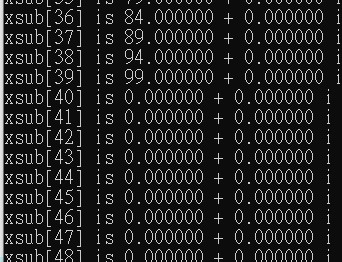 xsub[35] is 79.000000 + 0.000000 i
xsub[36] is 84.000000 + 0.000000 i
xsub[37] is 89.000000 + 0.000000 i
xsub[38] is 94.000000 + 0.000000 i
xsub[39] is 99.000000 + 0.000000 i
xsub[40] is 0.000000 + 0.000000 i
xsub[41] is 0.000000 + 0.000000 i
xsub[42] is 0.000000 + 0.000000 i
xsub[43] is 0.000000 + 0.000000 i
xsub[44] is 0.000000 + 0.000000 i
xsub[45] is 0.000000 + 0.000000 i
xsub[46] is 0.000000 + 0.000000 i
xsub[47] is 0.000000 + 0.000000 i
xsub[48] is 0.000000 + 0.000000 i